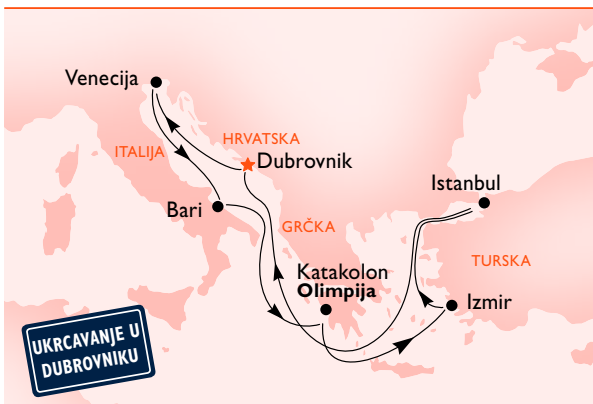 Venecija
HRVATSKA
ITALIJA
Dubrovnik
Istanbul
Bari
GRČKA
TURSKA
Katakolon
Olimpija
Izmir
UKRCAVANJE U
DUBROVNIKU